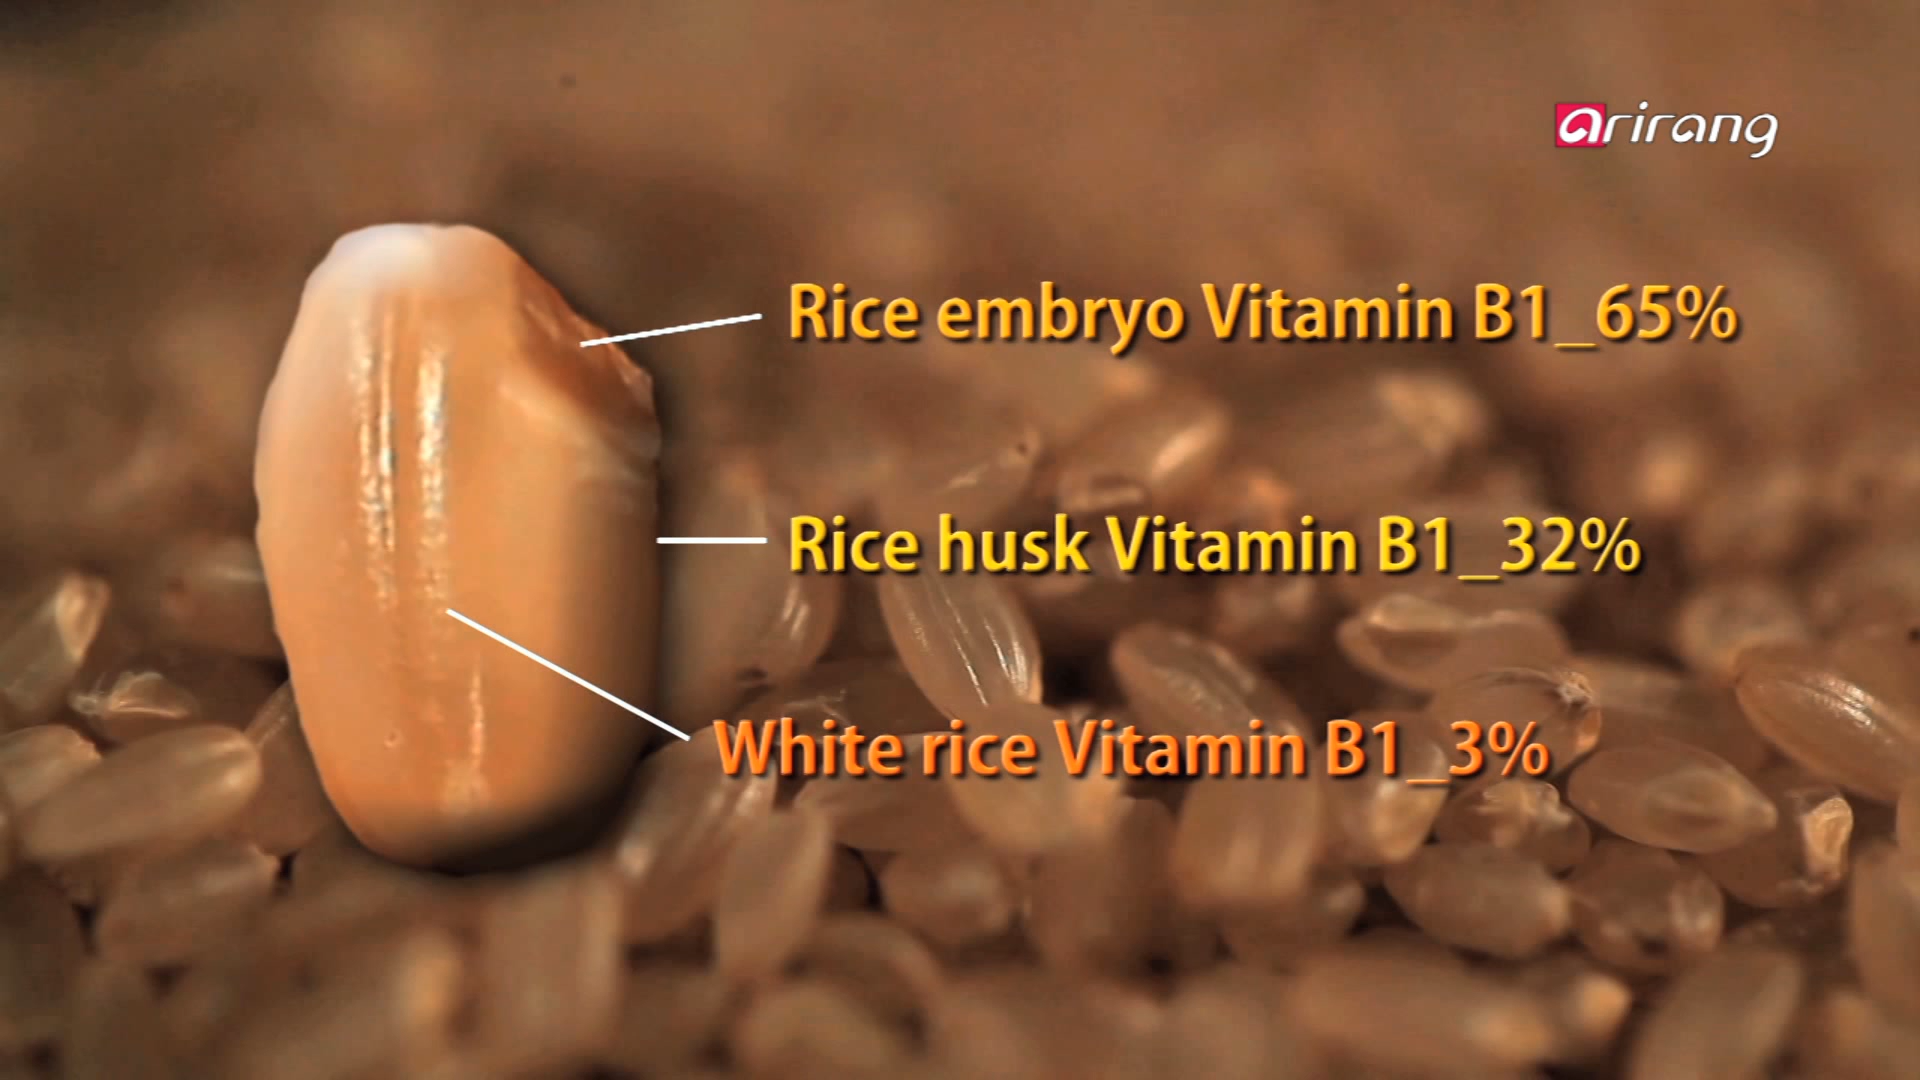 arirang
Rice embryo Vitamin B1_65%
Rice husk Vitamin B1_32%
White rice Vitamin B1_3%